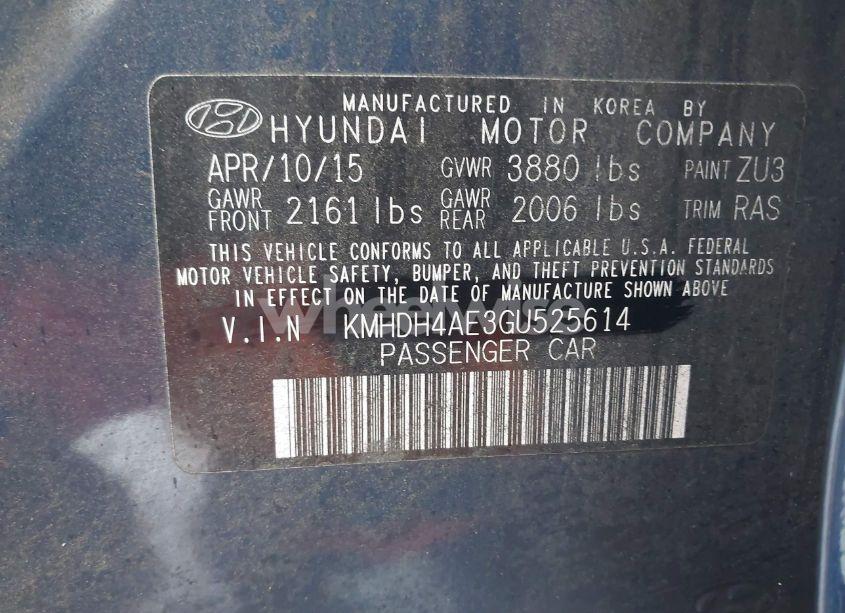 MANUFACTURED IN KOREA BY
HYUNDAI MOTOR COMPANY
APR/10/15 GVWR 3880 lbs PAINT ZU3
GAWR FRONT 2161 lbs GAWR REAR 2006 lbs TRIM RAS
THIS VEHICLE CONFORMS TO ALL APPLICABLE U.S.A. FEDERAL
MOTOR VEHICLE SAFETY, BUMPER, AND THEFT PREVENTION STANDARDS
IN EFFECT ON THE DATE OF MANUFACTURE SHOWN ABOVE
V.I.N KMHDH4AE3GU525614
PASSENGER CAR